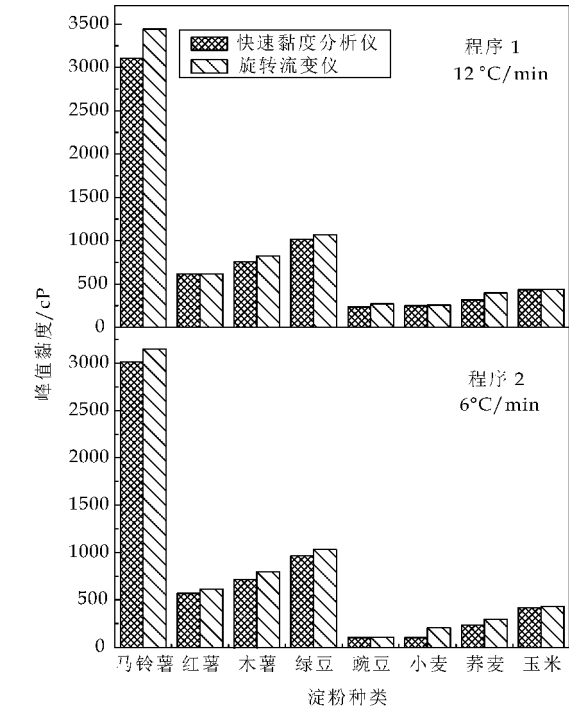 3500
3000
2500
2000
1500
1000
500
0
快速黏度分析仪
旋转流变仪
程序 1
12 °C/min
峰值黏度/cP
3000
2500
2000
1500
1000
500
0
程序 2
6°C/min
马铃薯 红薯 木薯 绿豆 豌豆 小麦 荞麦 玉米
淀粉种类